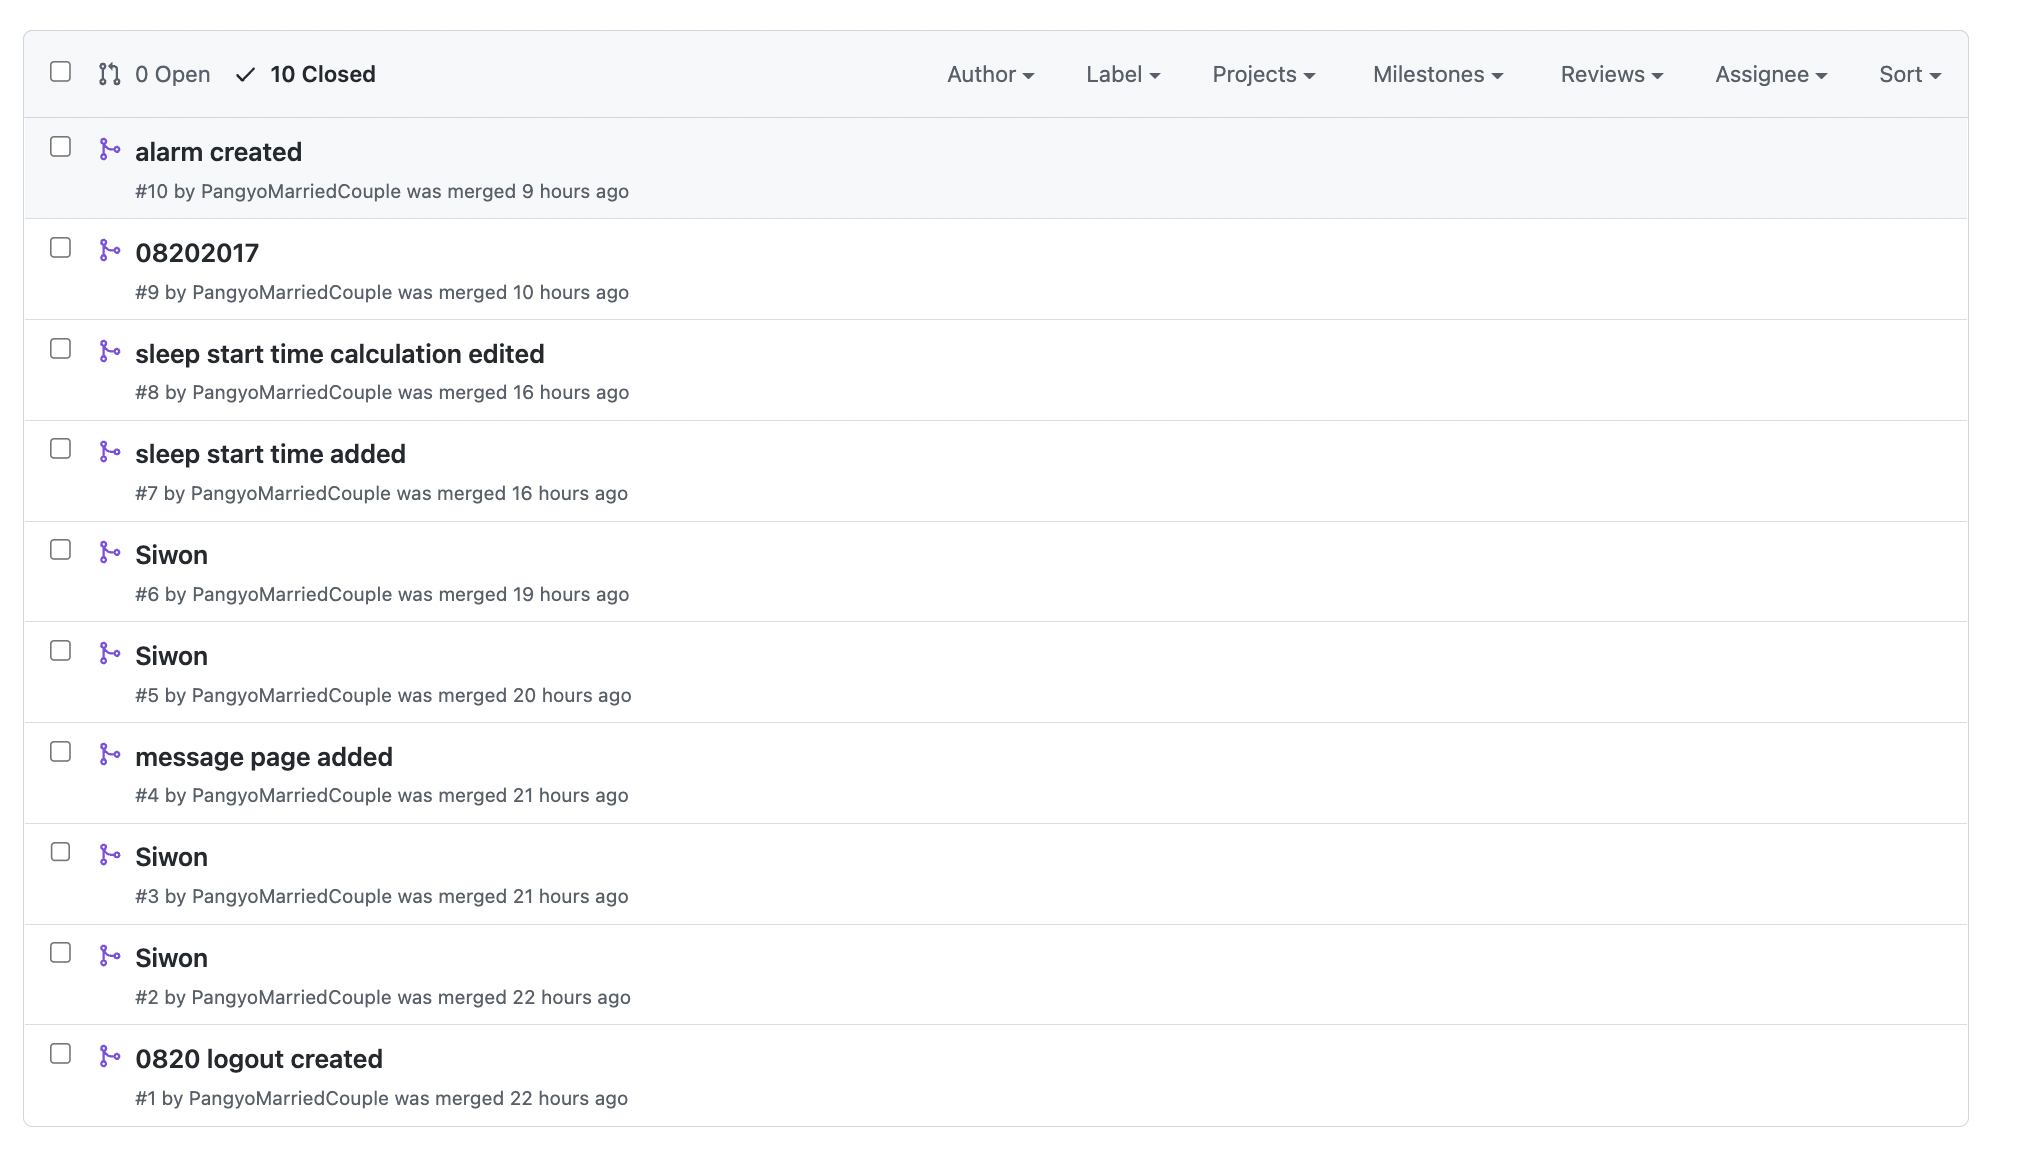 0 Open 10 Closed Author Label Projects Milestones Reviews Assignee Sort
alarm created
#10 by PangyoMarriedCouple was merged 9 hours ago
08202017
#9 by PangyoMarriedCouple was merged 10 hours ago
sleep start time calculation edited
#8 by PangyoMarriedCouple was merged 16 hours ago
sleep start time added
#7 by PangyoMarriedCouple was merged 16 hours ago
Siwon
#6 by PangyoMarriedCouple was merged 19 hours ago
Siwon
#5 by PangyoMarriedCouple was merged 20 hours ago
message page added
#4 by PangyoMarriedCouple was merged 21 hours ago
Siwon
#3 by PangyoMarriedCouple was merged 21 hours ago
Siwon
#2 by PangyoMarriedCouple was merged 22 hours ago
0820 logout created
#1 by PangyoMarriedCouple was merged 22 hours ago